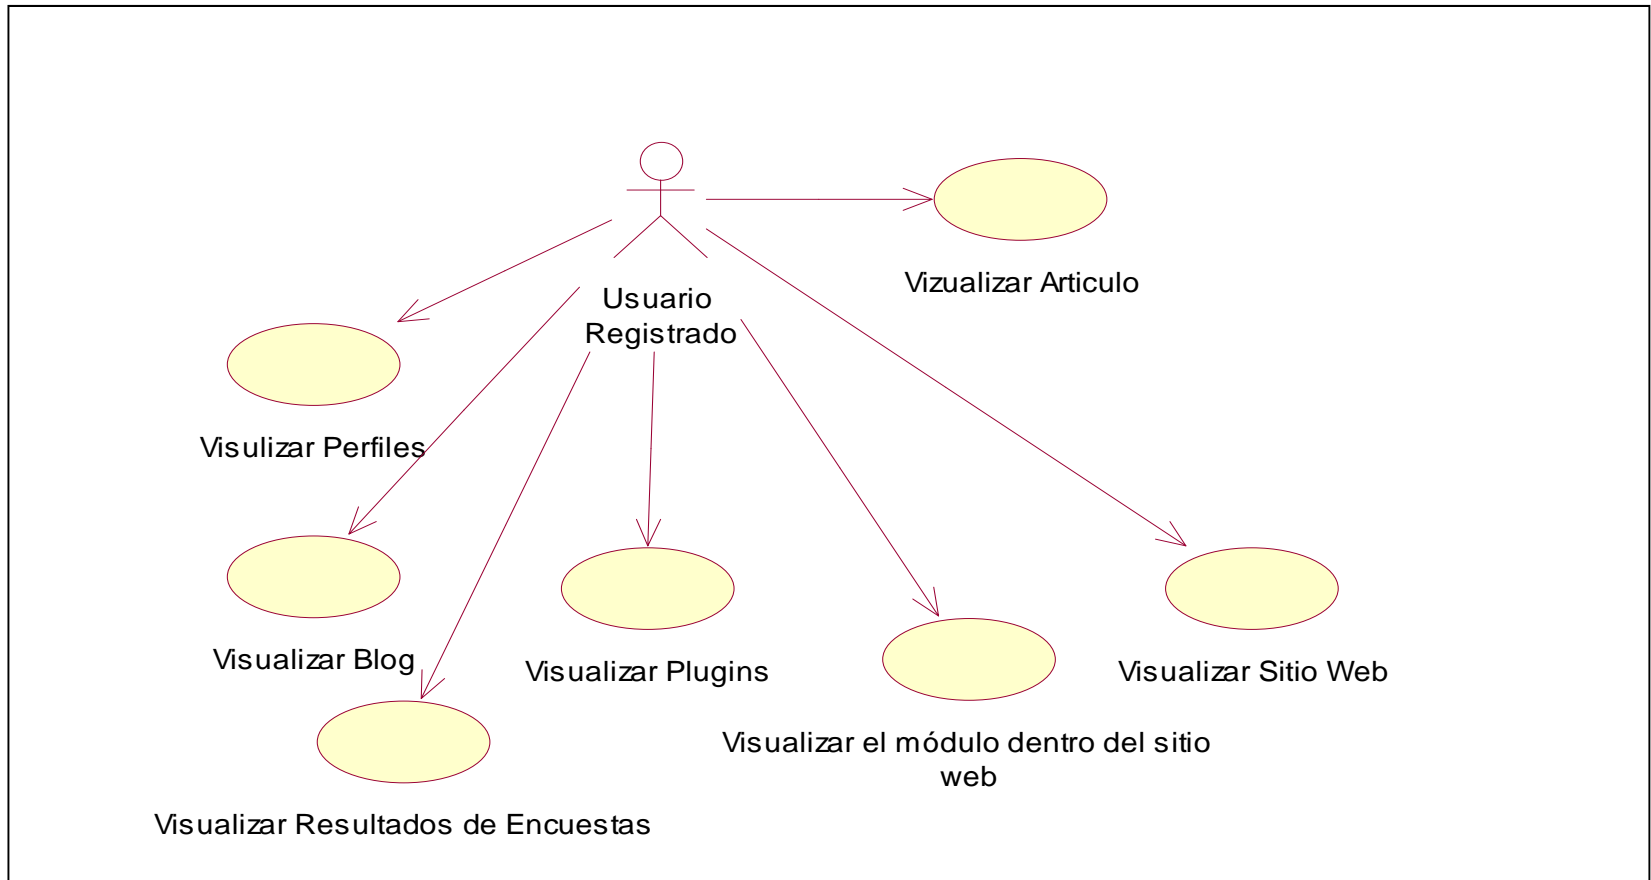 Vizualizar Articulo
Usuario
Registrado
Visulizar Perfiles
Visualizar Blog
Visualizar Plugins
Visualizar Sitio Web
Visualizar el módulo dentro del sitio
web
Visualizar Resultados de Encuestas